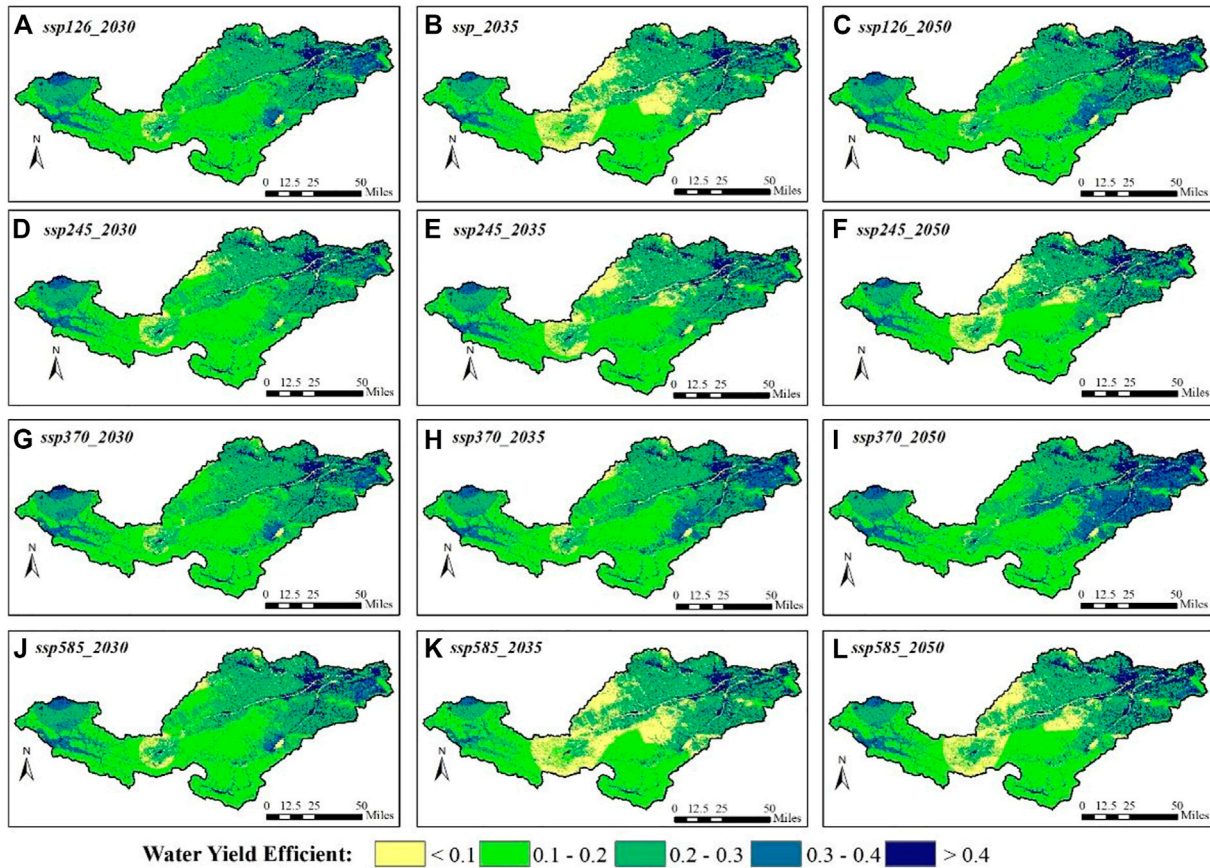 A ssp126_2030
N
0 12.5 25 50
Miles
B ssp_2035
N
0 12.5 25 50
Miles
C ssp126_2050
N
0 12.5 25 50
Miles
D ssp245_2030
N
0 12.5 25 50
Miles
E ssp245_2035
N
0 12.5 25 50
Miles
F ssp245_2050
N
0 12.5 25 50
Miles
G ssp370_2030
N
0 12.5 25 50
Miles
H ssp370_2035
N
0 12.5 25 50
Miles
I ssp370_2050
N
0 12.5 25 50
Miles
J ssp585_2030
N
0 12.5 25 50
Miles
K ssp585_2035
N
0 12.5 25 50
Miles
L ssp585_2050
N
0 12.5 25 50
Miles
Water Yield Efficient: < 0.1 0.1 - 0.2 0.2 - 0.3 0.3 - 0.4 > 0.4